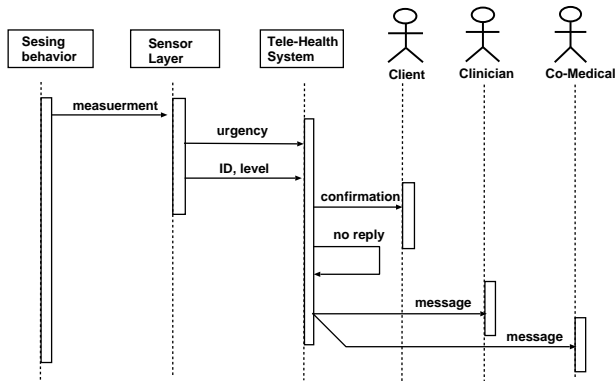 Sesing
behavior
Sensor
Layer
Tele-Health
System
Client
Clinician
Co-Medical
measuerment
urgency
ID, level
confirmation
no reply
message
message